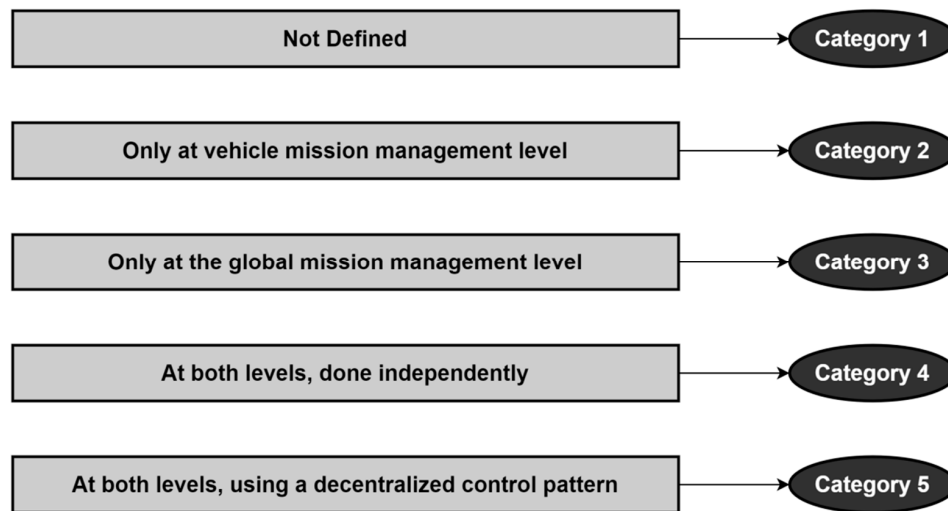 Not Defined
Category 1
Only at vehicle mission management level
Category 2
Only at the global mission management level
Category 3
At both levels, done independently
Category 4
At both levels, using a decentralized control pattern
Category 5